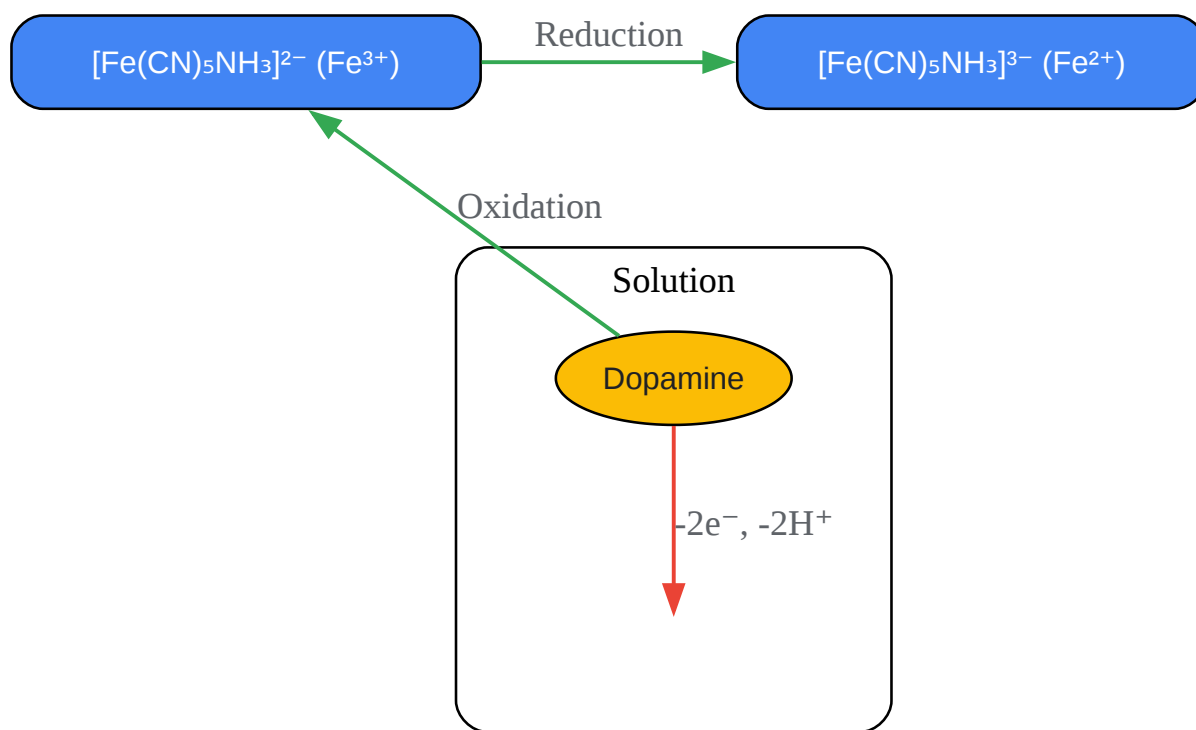 [Fe(CN)₅NH₃]²⁻ (Fe³⁺)
Reduction
[Fe(CN)₅NH₃]³⁻ (Fe²⁺)
Oxidation
Solution
Dopamine
-2e⁻, -2H⁺